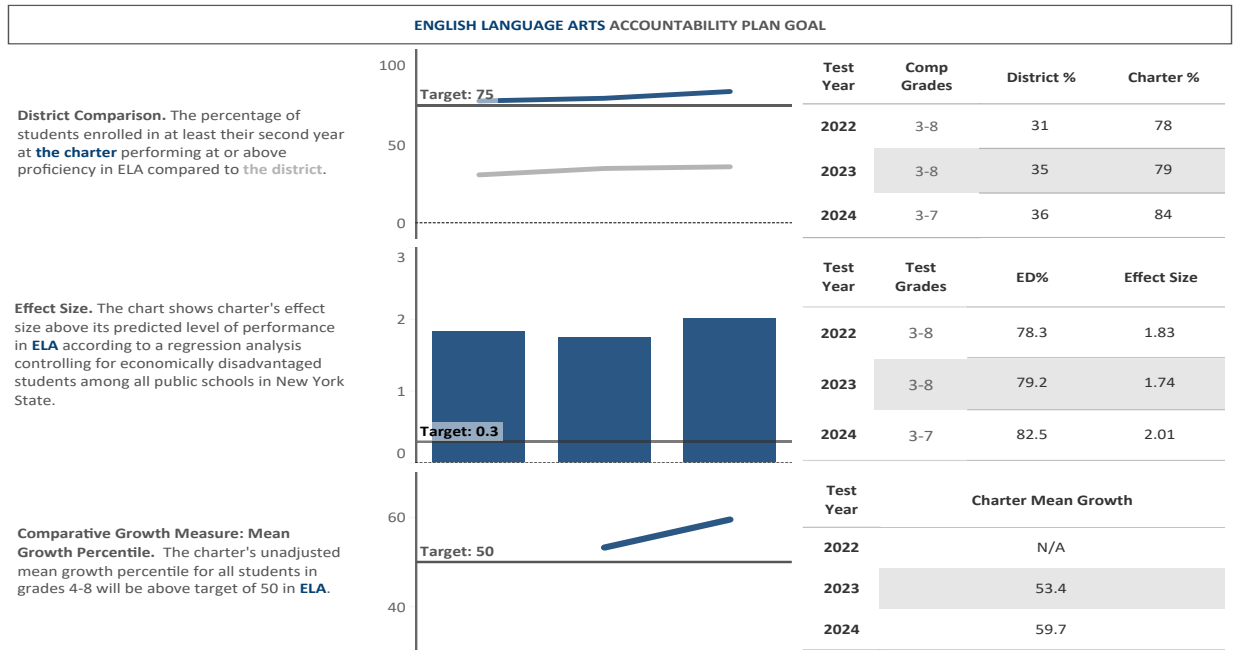 ENGLISH LANGUAGE ARTS ACCOUNTABILITY PLAN GOAL
District Comparison. The percentage of
students enrolled in at least their second year
at the charter performing at or above
proficiency in ELA compared to the district.
100
Target: 75
50
0
Test Year Comp Grades District % Charter %
2022 3-8 31 78
2023 3-8 35 79
2024 3-7 36 84
Effect Size. The chart shows charter's effect
size above its predicted level of performance
in ELA according to a regression analysis
controlling for economically disadvantaged
students among all public schools in New York
State.
3
2
1
Target: 0.3
0
Test Year Test Grades ED% Effect Size
2022 3-8 78.3 1.83
2023 3-8 79.2 1.74
2024 3-7 82.5 2.01
Comparative Growth Measure: Mean
Growth Percentile. The charter's unadjusted
mean growth percentile for all students in
grades 4-8 will be above target of 50 in ELA.
60
Target: 50
40
Test Year Charter Mean Growth
2022 N/A
2023 53.4
2024 59.7